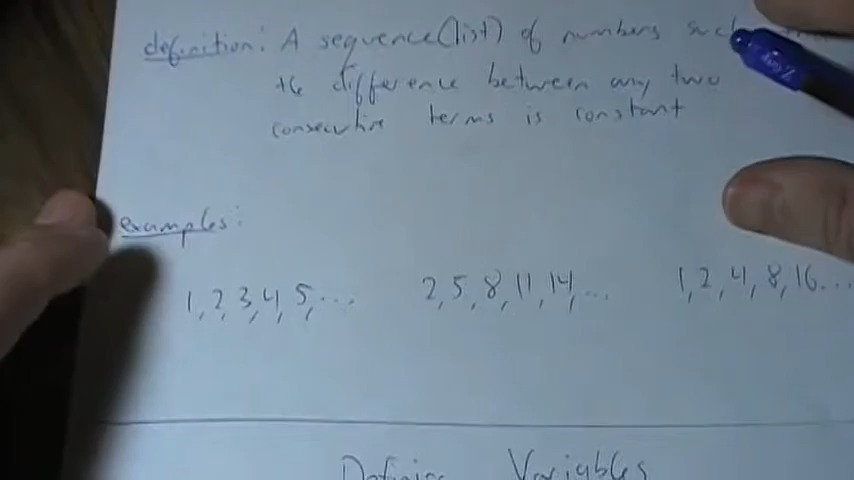 definition: A sequence (list) of numbers such
the difference between any two
consecutive terms is constant
examples:
1, 2, 3, 4, 5, ... 2, 5, 8, 11, 14, ... 1, 2, 4, 8, 16...
Variables